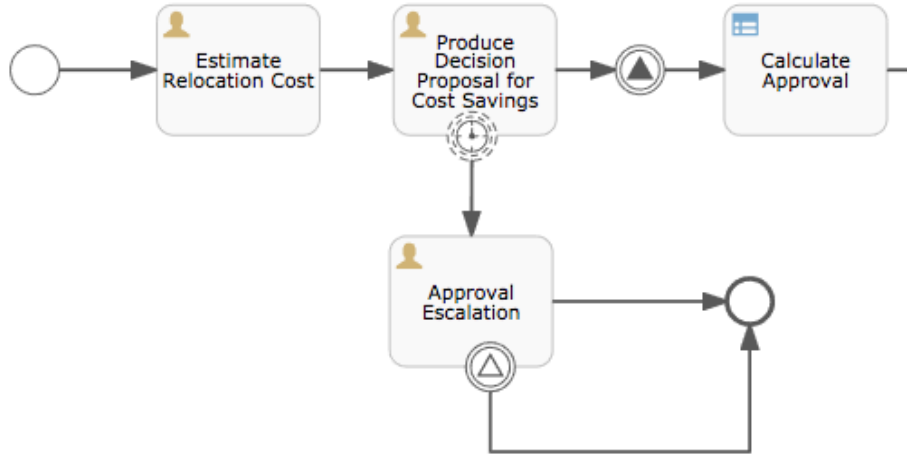 Estimate
Relocation Cost
Produce
Decision
Proposal for
Cost Savings
Calculate
Approval
Approval
Escalation